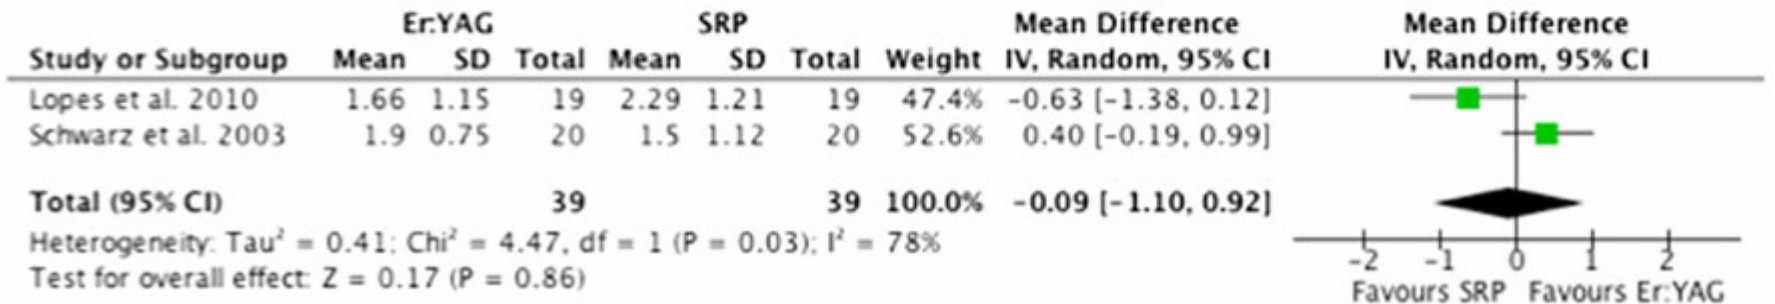 Er:YAG SRP Mean Difference Mean Difference
Study or Subgroup Mean SD Total Mean SD Total Weight IV, Random, 95% CI IV, Random, 95% CI
Lopes et al. 2010 1.66 1.15 19 2.29 1.21 19 47.4% -0.63 [-1.38, 0.12]
Schwarz et al. 2003 1.9 0.75 20 1.5 1.12 20 52.6% 0.40 [-0.19, 0.99]
Total (95% CI) 39 39 100.0% -0.09 [-1.10, 0.92]
Heterogeneity: Tau² = 0.41; Chi² = 4.47, df = 1 (P = 0.03); I² = 78%
Test for overall effect: Z = 0.17 (P = 0.86)
-2 -1 0 1 2
Favours SRP Favours Er:YAG